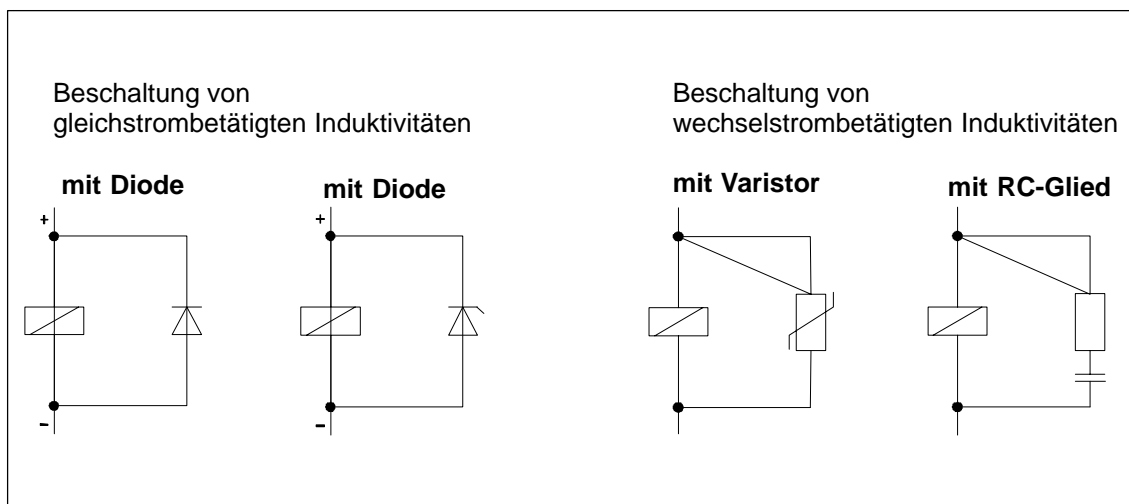 Beschaltung von
gleichstrombetätigten Induktivitäten
Beschaltung von
wechselstrombetätigten Induktivitäten
mit Diode
mit Diode
mit Varistor
mit RC-Glied
+
+
-
-